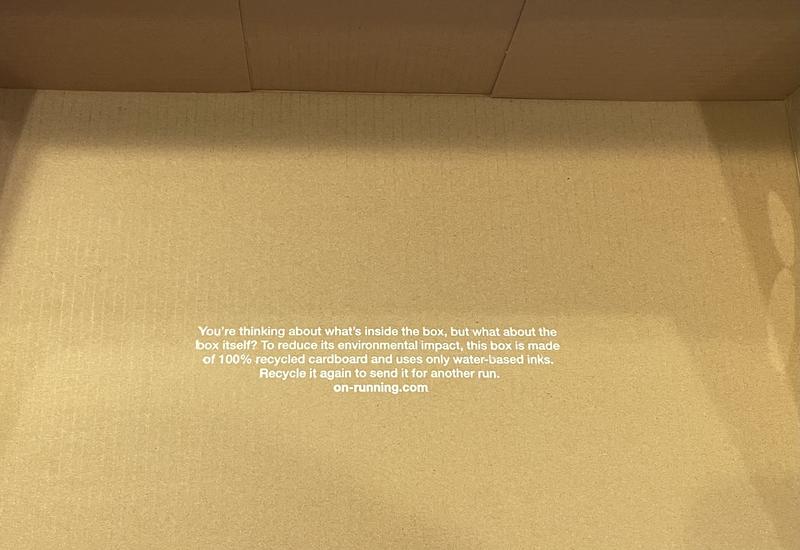 You're thinking about what's inside the box, but what about the
box itself? To reduce its environmental impact, this box is made
of 100% recycled cardboard and uses only water-based inks.
Recycle it again to send it for another run.
on-running.com